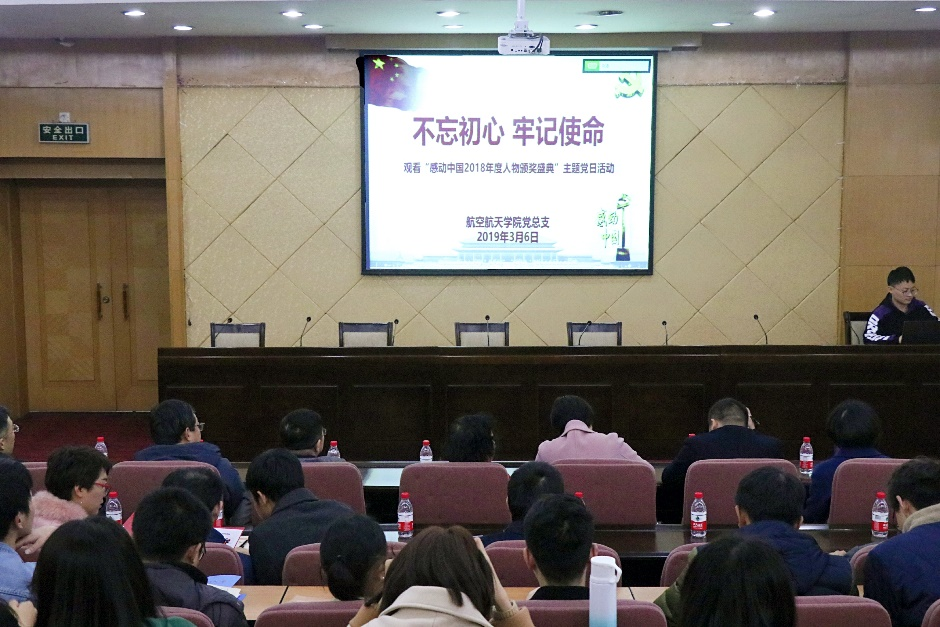 不忘初心 牢记使命
观看“感动中国2018年度人物颁奖盛典”主题党日活动
航空航天学院党总支
2019年3月6日
感动
中国
安全出口
EXIT